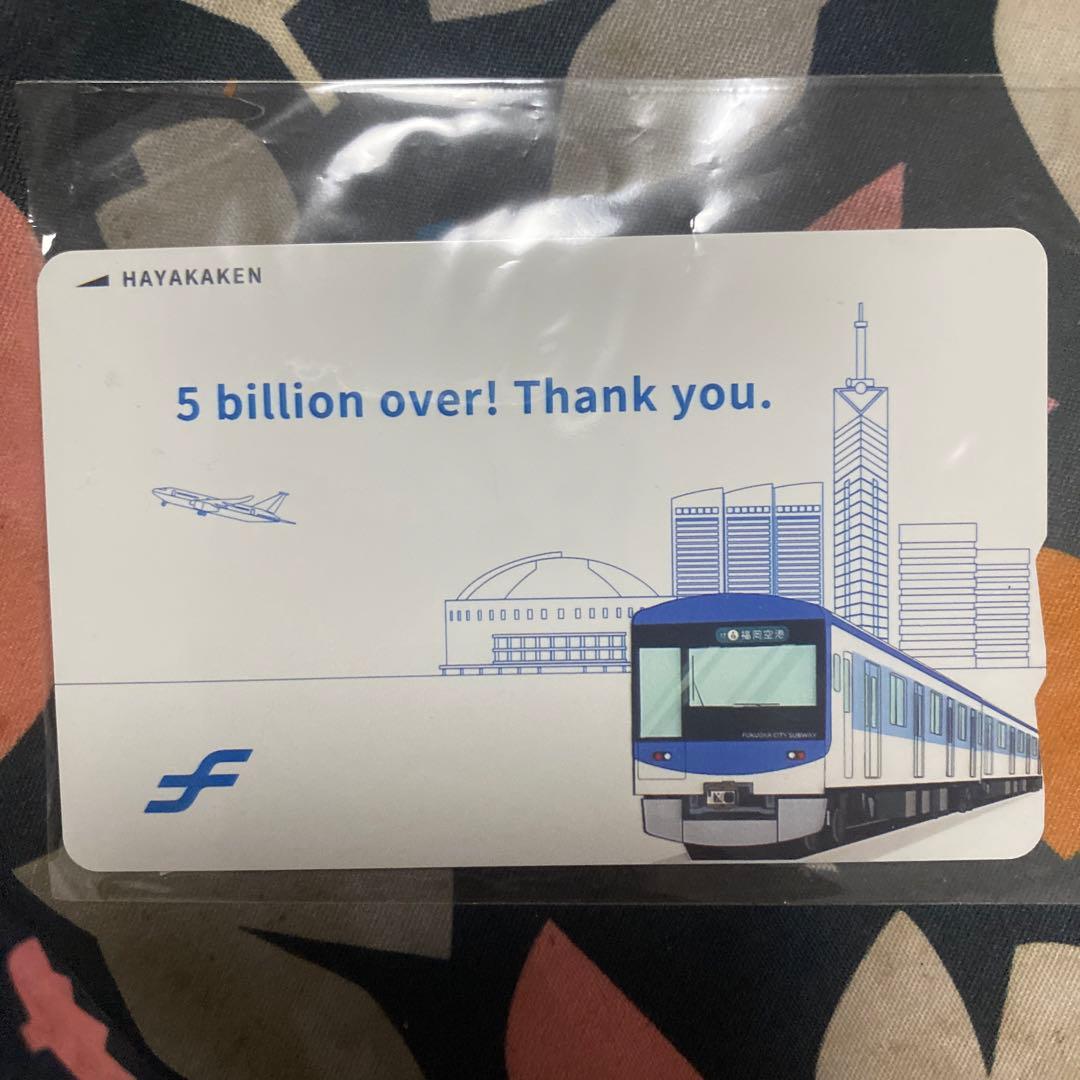 HAYAKAKEN
5 billion over! Thank you.
福岡空港
FUKUOKA CITY SUBWAY